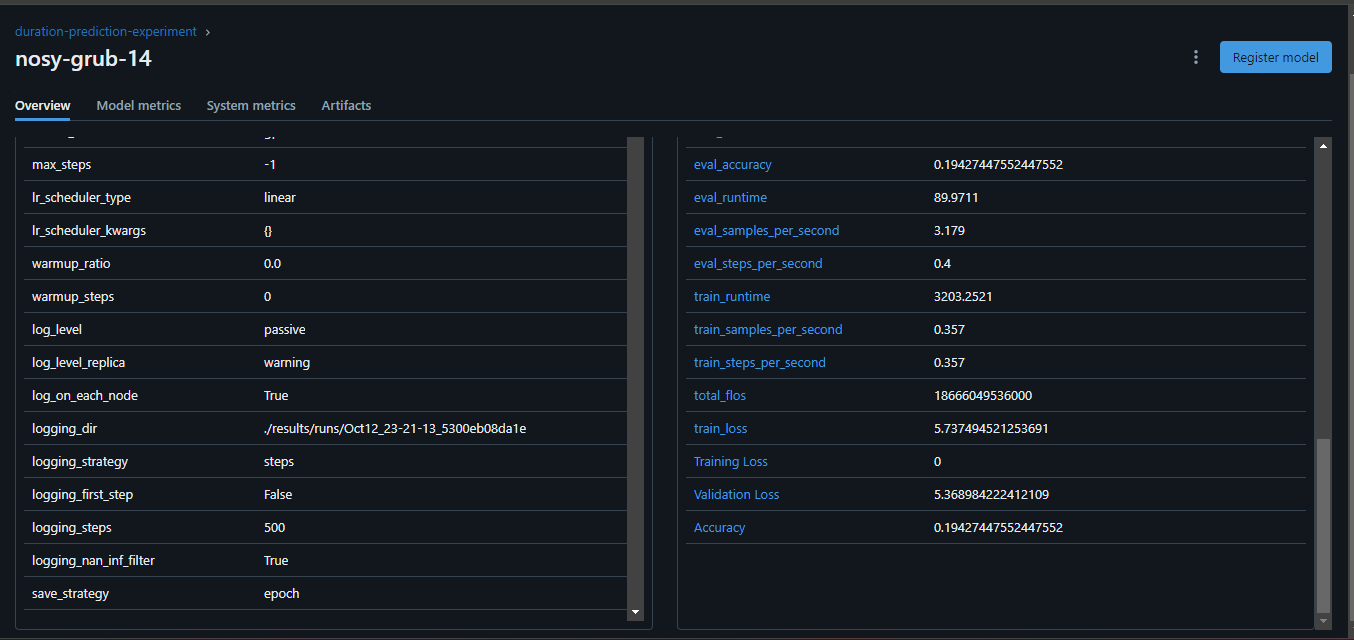 duration-prediction-experiment >
nosy-grub-14
Register model
Overview Model metrics System metrics Artifacts
max_steps -1
lr_scheduler_type linear
lr_scheduler_kwargs {}
warmup_ratio 0.0
warmup_steps 0
log_level passive
log_level_replica warning
log_on_each_node True
logging_dir ./results/runs/Oct12_23-21-13_5300eb08da1e
logging_strategy steps
logging_first_step False
logging_steps 500
logging_nan_inf_filter True
save_strategy epoch
eval_accuracy 0.19427447552447552
eval_runtime 89.9711
eval_samples_per_second 3.179
eval_steps_per_second 0.4
train_runtime 3203.2521
train_samples_per_second 0.357
train_steps_per_second 0.357
total_flos 18666049536000
train_loss 5.737494521253691
Training Loss 0
Validation Loss 5.368984222412109
Accuracy 0.19427447552447552